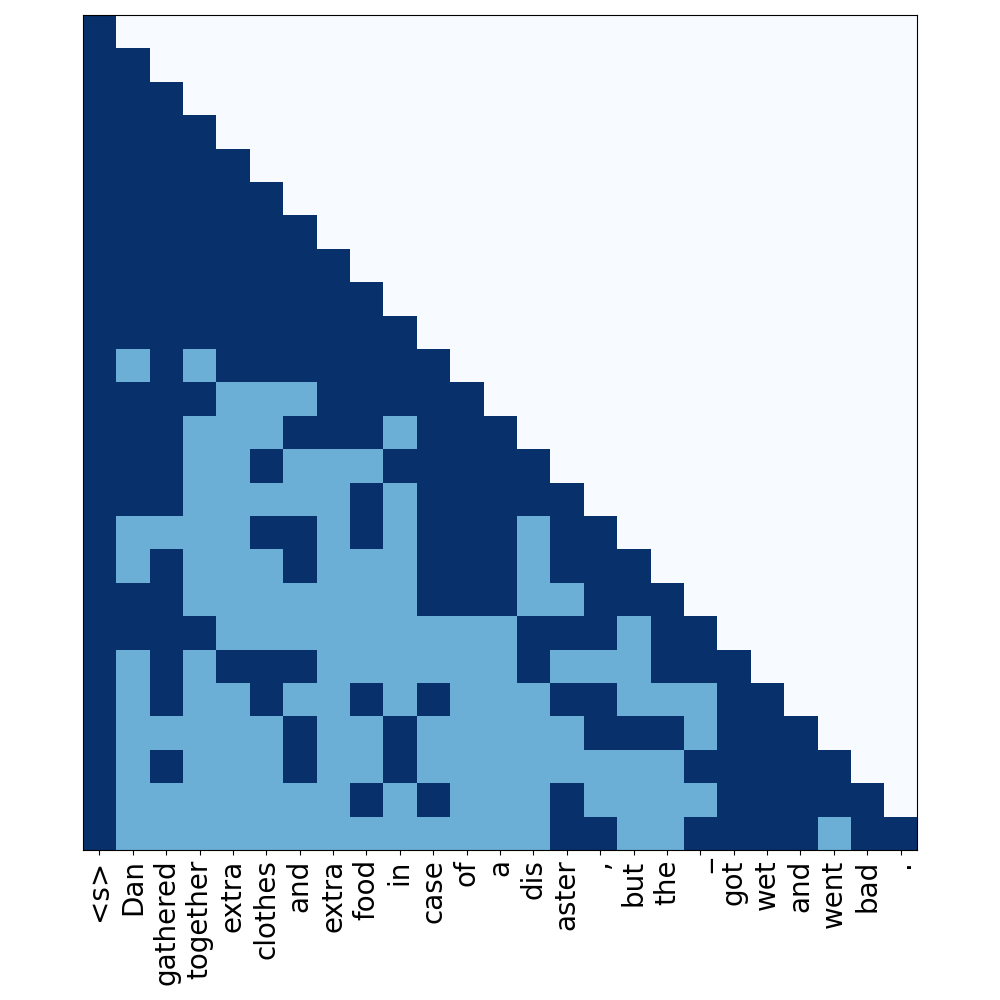 <s> Dan gathered together extra clothes and extra food in case of a dis aster , but the _ got wet and went bad .